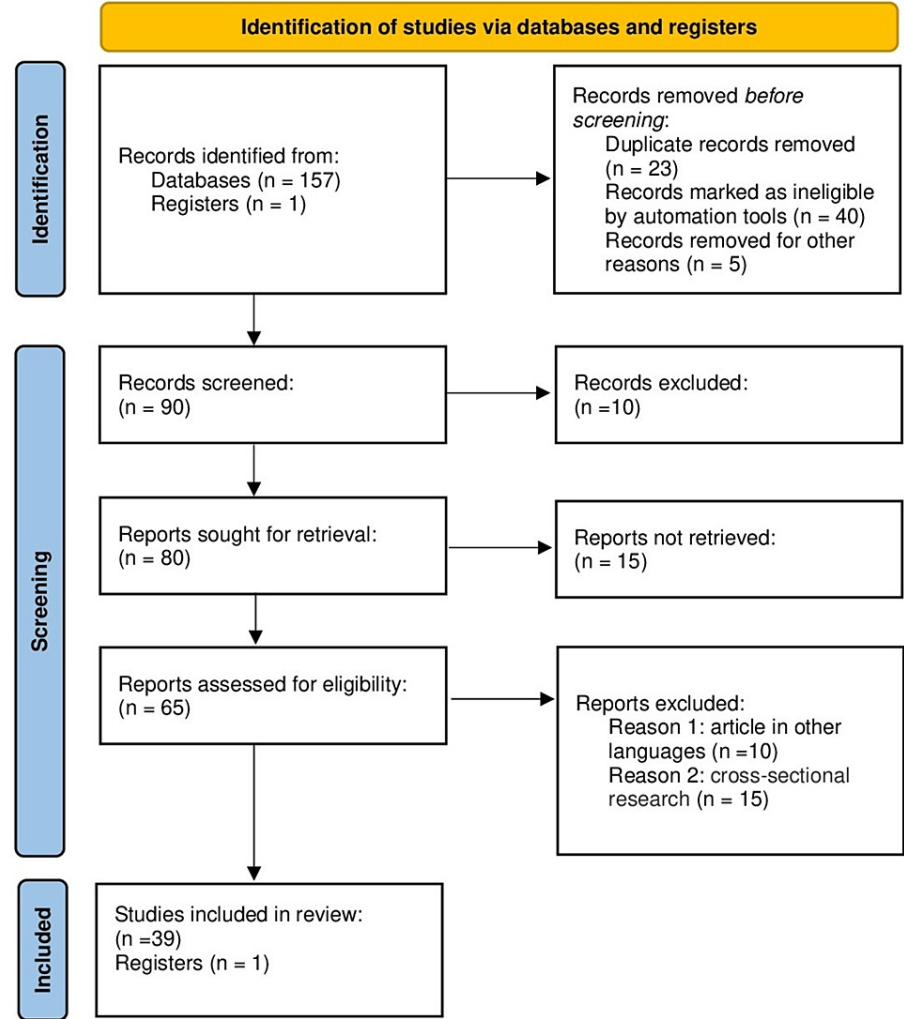 Identification of studies via databases and registers
Identification
Records identified from:
Databases (n = 157)
Registers (n = 1)
Records removed before
screening:
Duplicate records removed
(n = 23)
Records marked as ineligible
by automation tools (n = 40)
Records removed for other
reasons (n = 5)
Screening
Records screened:
(n = 90)
Records excluded:
(n =10)
Reports sought for retrieval:
(n = 80)
Reports not retrieved:
(n = 15)
Reports assessed for eligibility:
(n = 65)
Reports excluded:
Reason 1: article in other
languages (n =10)
Reason 2: cross-sectional
research (n = 15)
Included
Studies included in review:
(n =39)
Registers (n = 1)